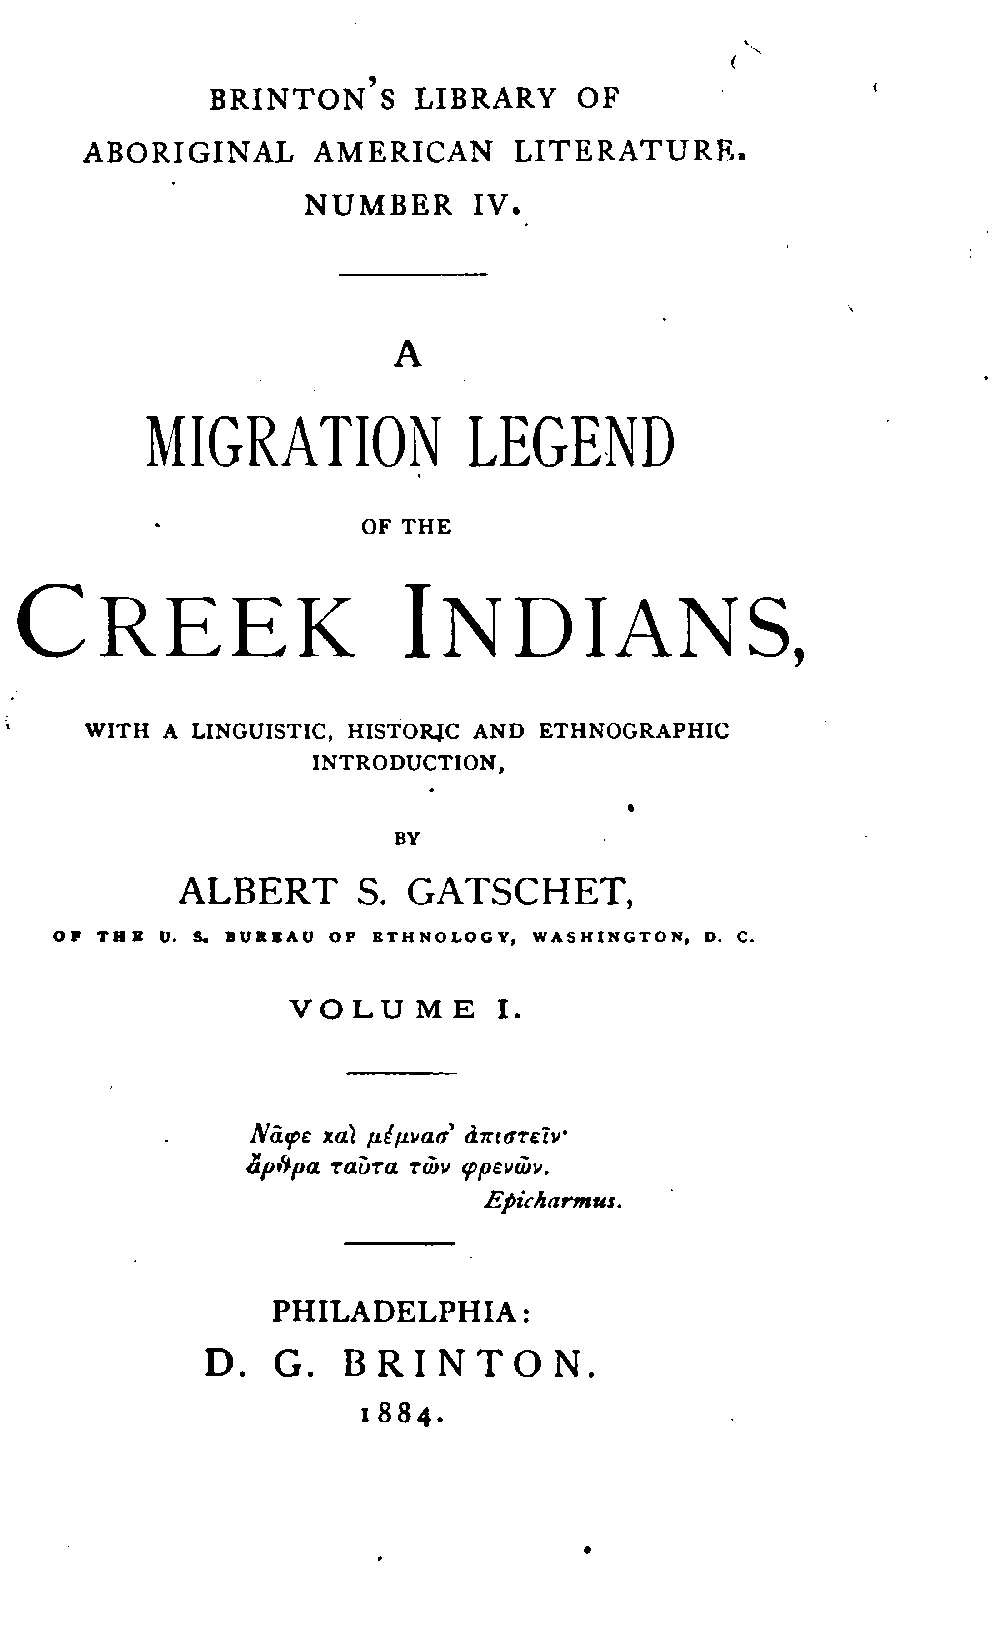 BRINTON'S LIBRARY OF
ABORIGINAL AMERICAN LITERATURE.
NUMBER IV.
A
MIGRATION LEGEND
OF THE
CREEK INDIANS,
WITH A LINGUISTIC, HISTORIC AND ETHNOGRAPHIC
INTRODUCTION,
BY
ALBERT S. GATSCHET,
OF THE U. S. BUREAU OF ETHNOLOGY, WASHINGTON, D. C.
VOLUME I.
Νᾶφε καὶ μέμνασ’ ἀπιστεῖν·
ἄρθρα ταῦτα τῶν φρενῶν.
Epicharmus.
PHILADELPHIA:
D. G. BRINTON.
1884.